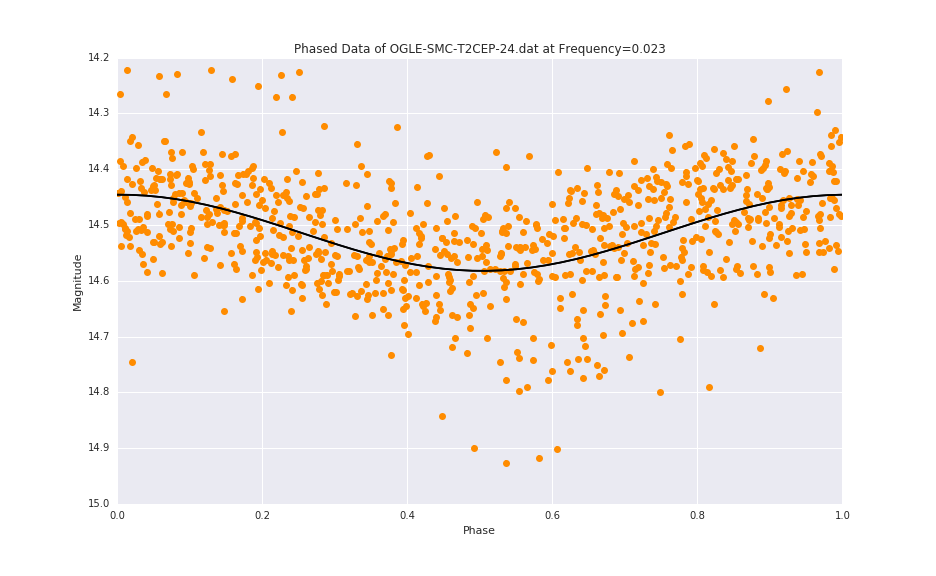 Phased Data of OGLE-SMC-T2CEP-24.dat at Frequency=0.023
14.2
14.3
14.4
14.5
14.6
14.7
14.8
14.9
15.0
Magnitude
0.0 0.2 0.4 0.6 0.8 1.0
Phase